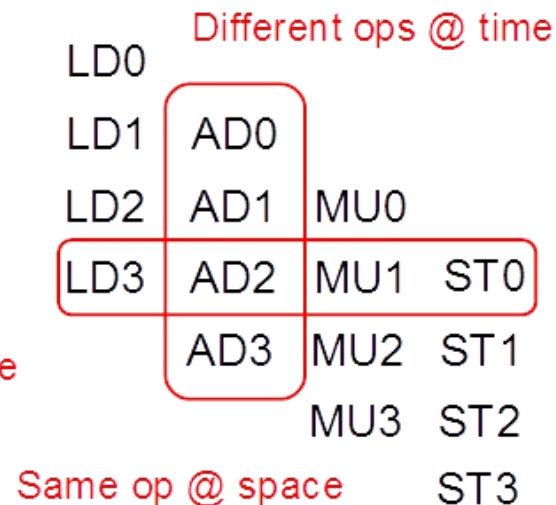 Different ops @ time
LD0
LD1 AD0
LD2 AD1 MU0
LD3 AD2 MU1 ST0
e
AD3 MU2 ST1
MU3 ST2
Same op @ space
ST3